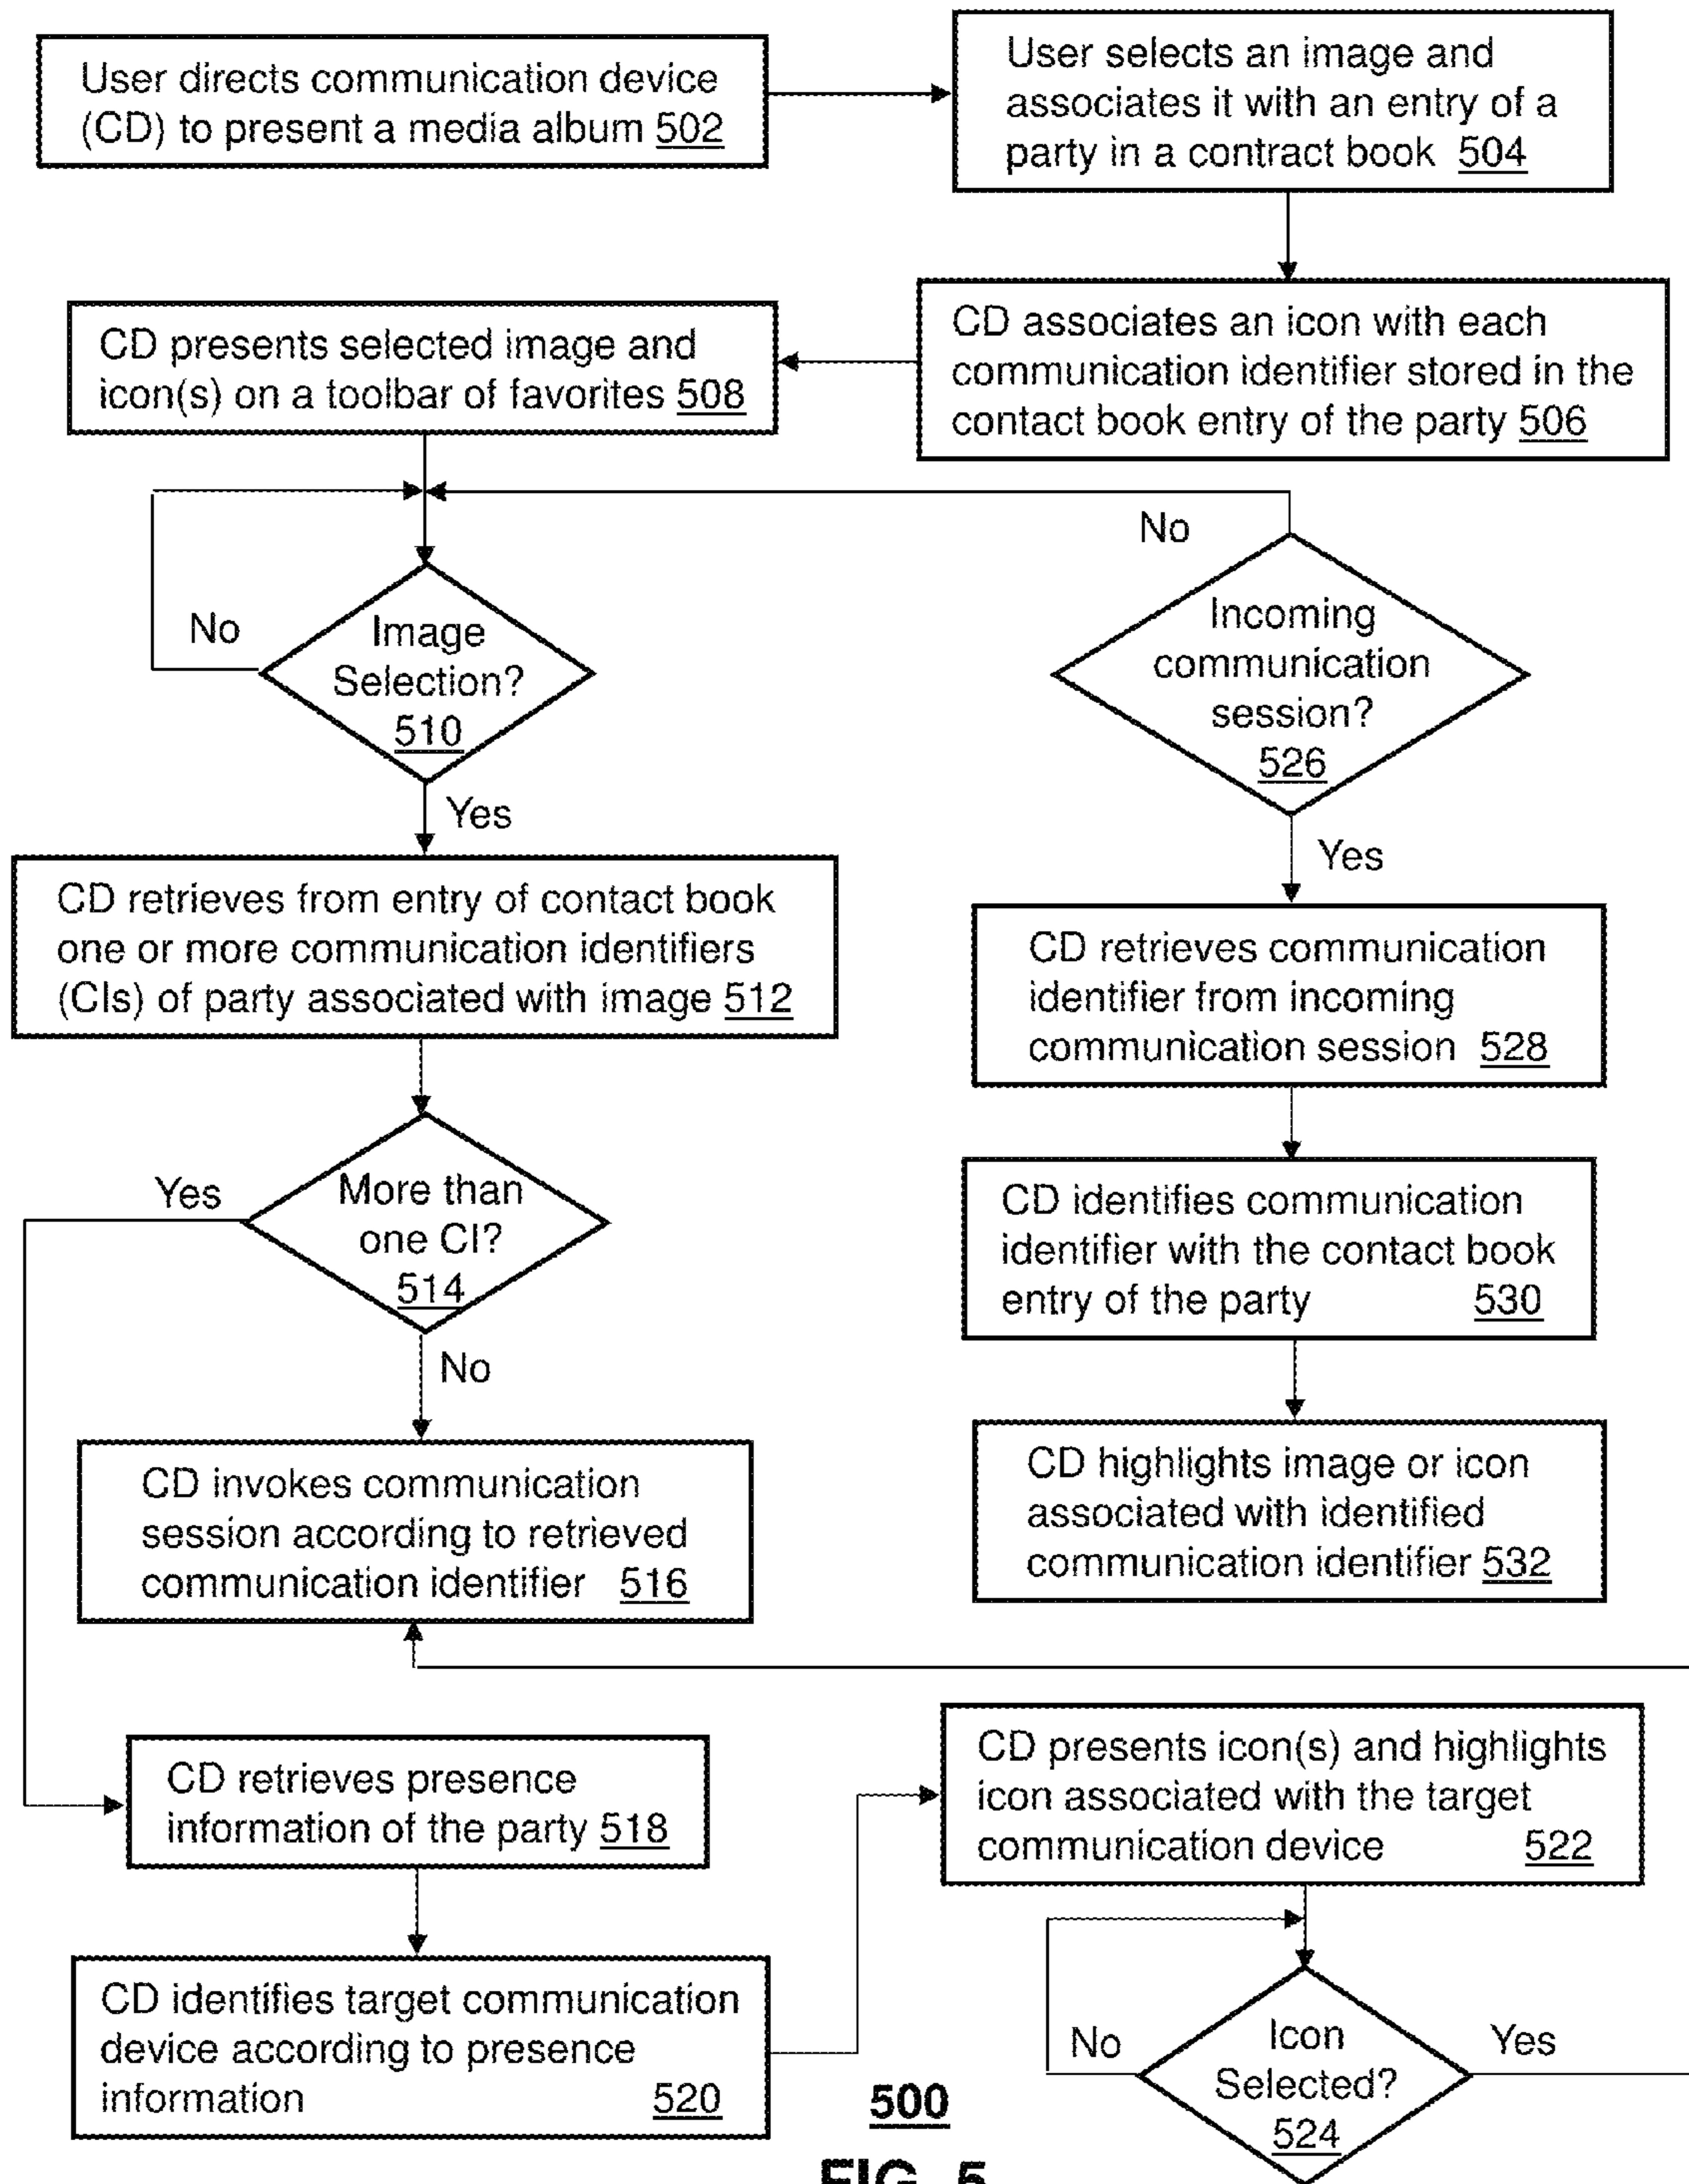 User directs communication device
(CD) to present a media album 502
User selects an image and
associates it with an entry of a
party in a contract book 504
CD associates an icon with each
communication identifier stored in the
contact book entry of the party 506
CD presents selected image and
icon(s) on a toolbar of favorites 508
No
Image
Selection?
510
Yes
No
Incoming
communication
session?
526
Yes
CD retrieves from entry of contact book
one or more communication identifiers
(CIs) of party associated with image 512
CD retrieves communication
identifier from incoming
communication session 528
Yes
More than
one CI?
514
No
CD identifies communication
identifier with the contact book
entry of the party 530
CD invokes communication
session according to retrieved
communication identifier 516
CD highlights image or icon
associated with identified
communication identifier 532
CD retrieves presence
information of the party 518
CD identifies target communication
device according to presence
information 520
CD presents icon(s) and highlights
icon associated with the target
communication device 522
No
Icon
Selected?
524
Yes
500
FIG. 5